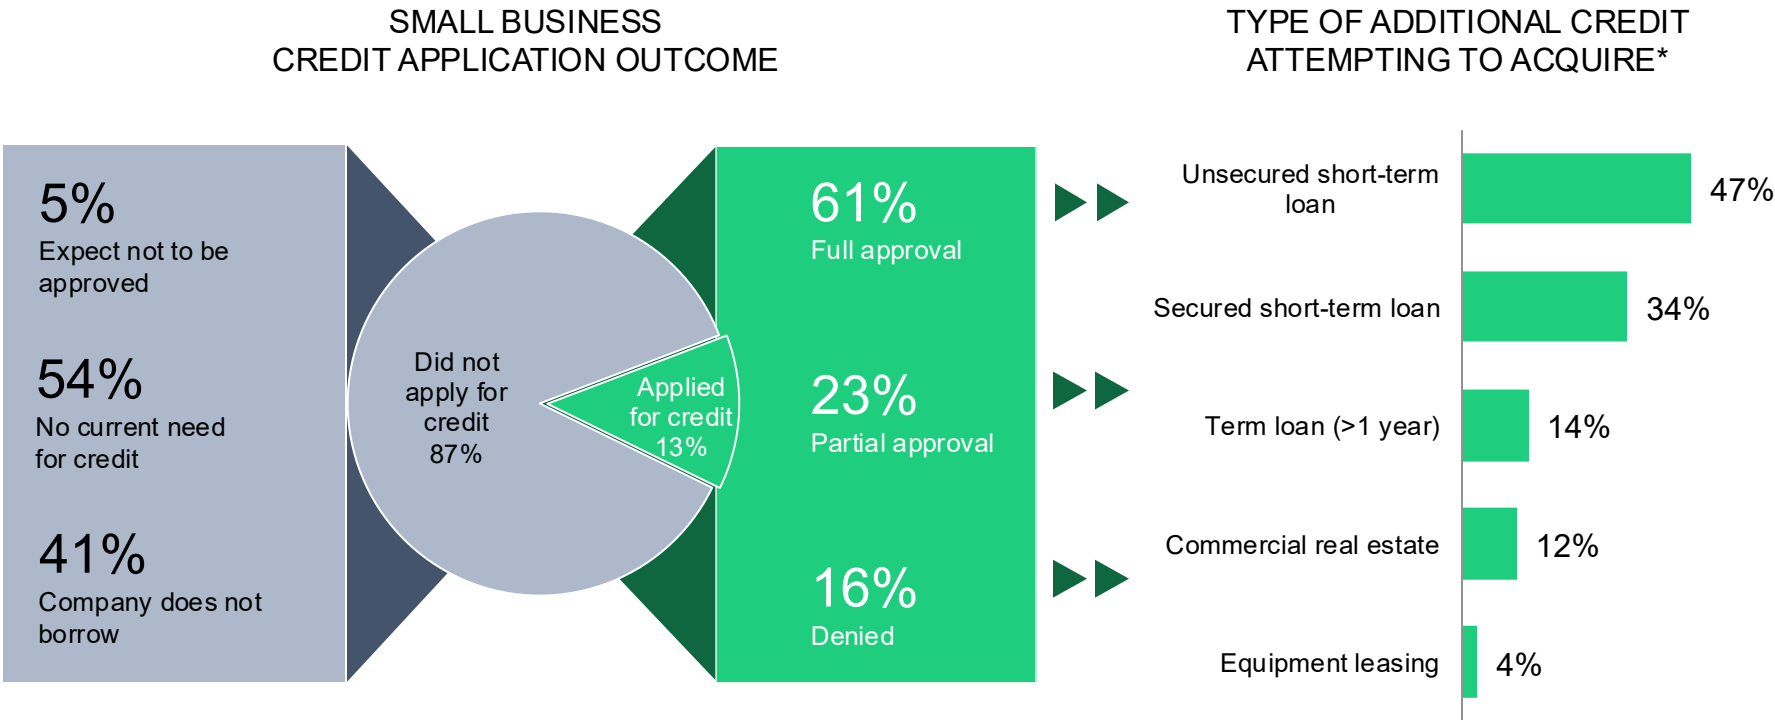 SMALL BUSINESS
CREDIT APPLICATION OUTCOME
5%
Expect not to be
approved
54%
No current need
for credit
41%
Company does not
borrow
Did not
apply for
credit
87%
Applied
for credit
13%
61%
Full approval
23%
Partial approval
16%
Denied
TYPE OF ADDITIONAL CREDIT
ATTEMPTING TO ACQUIRE*
Unsecured short-term
loan
47%
Secured short-term loan
34%
Term loan (>1 year)
14%
Commercial real estate
12%
Equipment leasing
4%